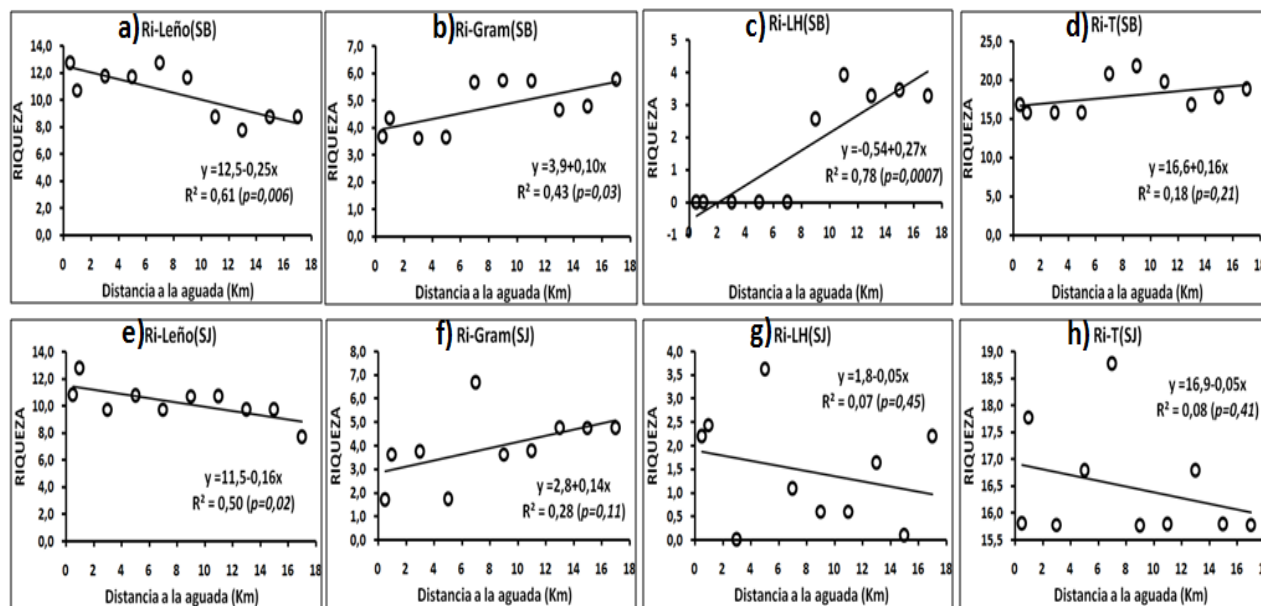 a)
Ri-Leño(SB)
RIQUEZA
14,0
12,0
10,0
8,0
6,0
4,0
2,0
0,0
y=12,5-0,25x
R² = 0,61 (p=0,006)
0 2 4 6 8 10 12 14 16 18
Distancia a la aguada (Km)
b)
Ri-Gram(SB)
RIQUEZA
7,0
6,0
5,0
4,0
3,0
2,0
1,0
0,0
y=3,9+0,10x
R² = 0,43 (p=0,03)
0 2 4 6 8 10 12 14 16 18
Distancia a la aguada (Km)
c)
Ri-LH(SB)
RIQUEZA
5
4
3
2
1
0
-1
y=-0,54+0,27x
R² = 0,78 (p=0,0007)
0 2 4 6 8 10 12 14 16 18
Distancia a la aguada (Km)
d)
Ri-T(SB)
RIQUEZA
25,0
20,0
15,0
10,0
5,0
0,0
y=16,6+0,16x
R² = 0,18 (p=0,21)
0 2 4 6 8 10 12 14 16 18
Distancia a la aguada (Km)
e)
Ri-Leño(SJ)
RIQUEZA
14,0
12,0
10,0
8,0
6,0
4,0
2,0
0,0
y=11,5-0,16x
R² = 0,50 (p=0,02)
0 2 4 6 8 10 12 14 16 18
Distancia a la aguada (Km)
f)
Ri-Gram(SJ)
RIQUEZA
8,0
7,0
6,0
5,0
4,0
3,0
2,0
1,0
0,0
y=2,8+0,14x
R² = 0,28 (p=0,11)
0 2 4 6 8 10 12 14 16 18
Distancia a la aguada (Km)
g)
Ri-LH(SJ)
RIQUEZA
4,0
3,5
3,0
2,5
2,0
1,5
1,0
0,5
0,0
y=1,8-0,05x
R² = 0,07 (p=0,45)
0 2 4 6 8 10 12 14 16 18
Distancia a la aguada (Km)
h)
Ri-T(SJ)
RIQUEZA
19,0
18,5
18,0
17,5
17,0
16,5
16,0
15,5
y=16,9-0,05x
R² = 0,08 (p=0,41)
0 2 4 6 8 10 12 14 16 18
Distancia a la aguada (Km)